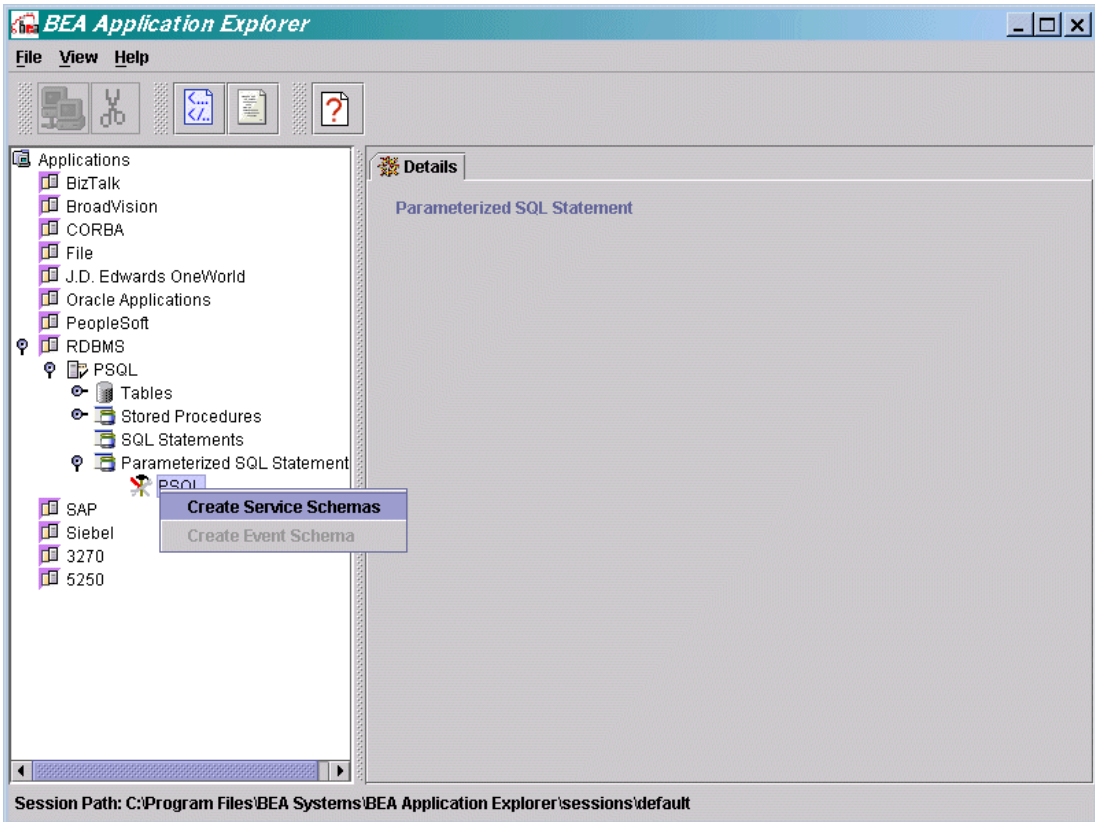 BEA Application Explorer
File View Help
Applications
BizTalk
BroadVision
CORBA
File
J.D. Edwards OneWorld
Oracle Applications
PeopleSoft
RDBMS
PSQL
Tables
Stored Procedures
SQL Statements
Parameterized SQL Statement
PSQL
SAP
Siebel
3270
5250
Create Service Schemas
Create Event Schema
Details
Parameterized SQL Statement
Session Path: C:\Program Files\BEA Systems\BEA Application Explorer\sessions\default